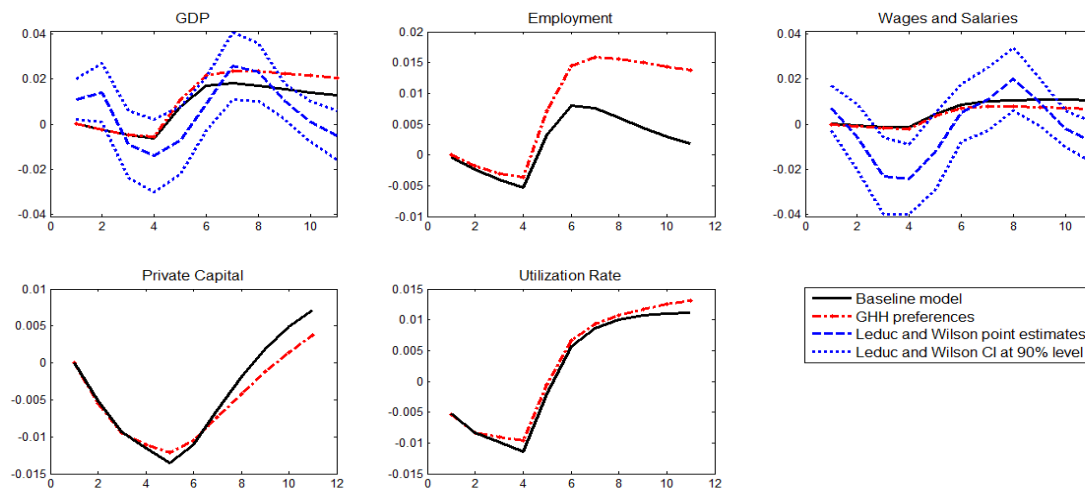 GDP
0.04
0.02
0
-0.02
-0.04
0 2 4 6 8 10
Employment
0.02
0.015
0.01
0.005
0
-0.005
-0.01
0 2 4 6 8 10 12
Wages and Salaries
0.04
0.02
0
-0.02
-0.04
0 2 4 6 8 10
Private Capital
0.01
0.005
0
-0.005
-0.01
-0.015
0 2 4 6 8 10 12
Utilization Rate
0.015
0.01
0.005
0
-0.005
-0.01
-0.015
0 2 4 6 8 10 12
Baseline model
GHH preferences
Leduc and Wilson point estimates
Leduc and Wilson CI at 90% level